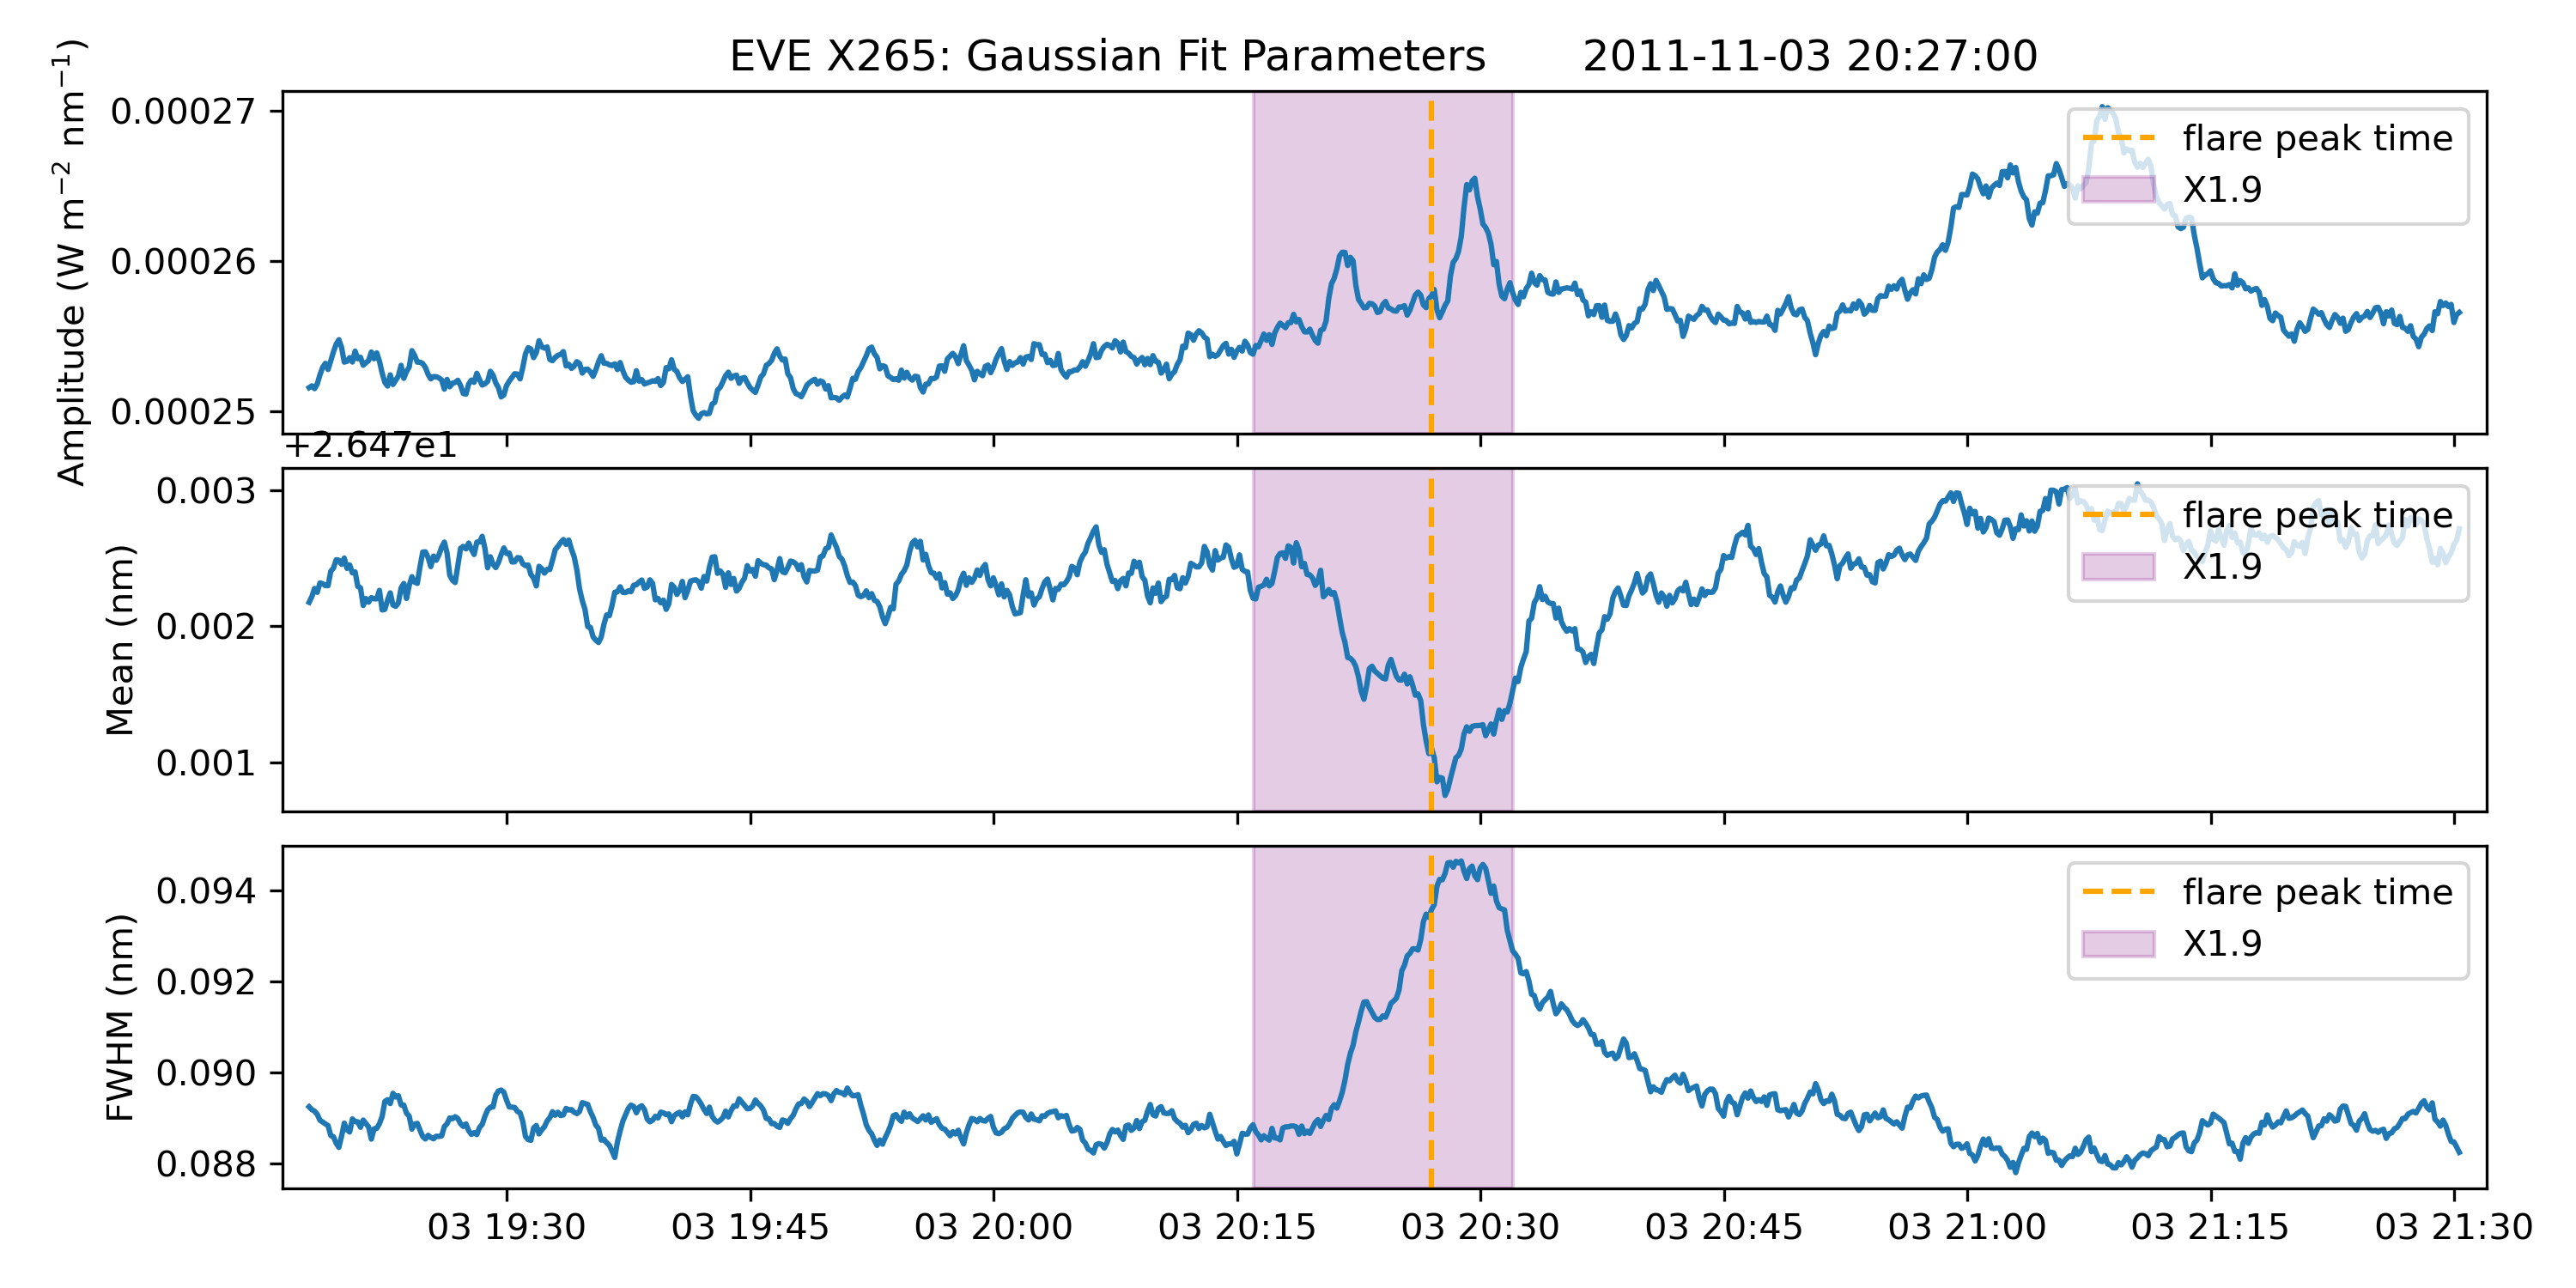 EVE X265: Gaussian Fit Parameters 2011-11-03 20:27:00
Amplitude (W m⁻² nm⁻¹)
0.00027
0.00026
0.00025
flare peak time
X1.9
+2.647e1
Mean (nm)
0.003
0.002
0.001
flare peak time
X1.9
FWHM (nm)
0.094
0.092
0.090
0.088
flare peak time
X1.9
03 19:30 03 19:45 03 20:00 03 20:15 03 20:30 03 20:45 03 21:00 03 21:15 03 21:30